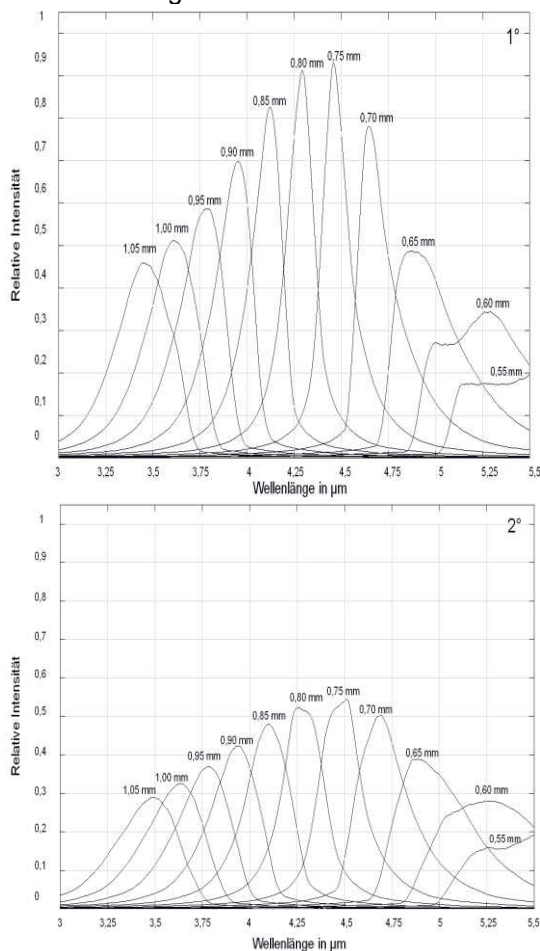 1
1°
0,9
0,75 mm
0,80 mm
0,8
0,85 mm
0,70 mm
0,7
0,90 mm
0,6
0,95 mm
0,5
1,00 mm
0,65 mm
1,05 mm
0,4
0,60 mm
0,3
0,2
0,55 mm
0,1
0
Relative Intensität
3 3,25 3,5 3,75 4 4,25 4,5 4,75 5 5,25 5,5
Wellenlänge in µm
1
2°
0,9
0,8
0,7
0,6
0,75 mm
0,80 mm
0,5
0,85 mm
0,70 mm
0,90 mm
0,4
0,95 mm
0,65 mm
1,00 mm
0,3
1,05 mm
0,60 mm
0,2
0,55 mm
0,1
0
Relative Intensität
3 3,25 3,5 3,75 4 4,25 4,5 4,75 5 5,25 5,5
Wellenlänge in µm